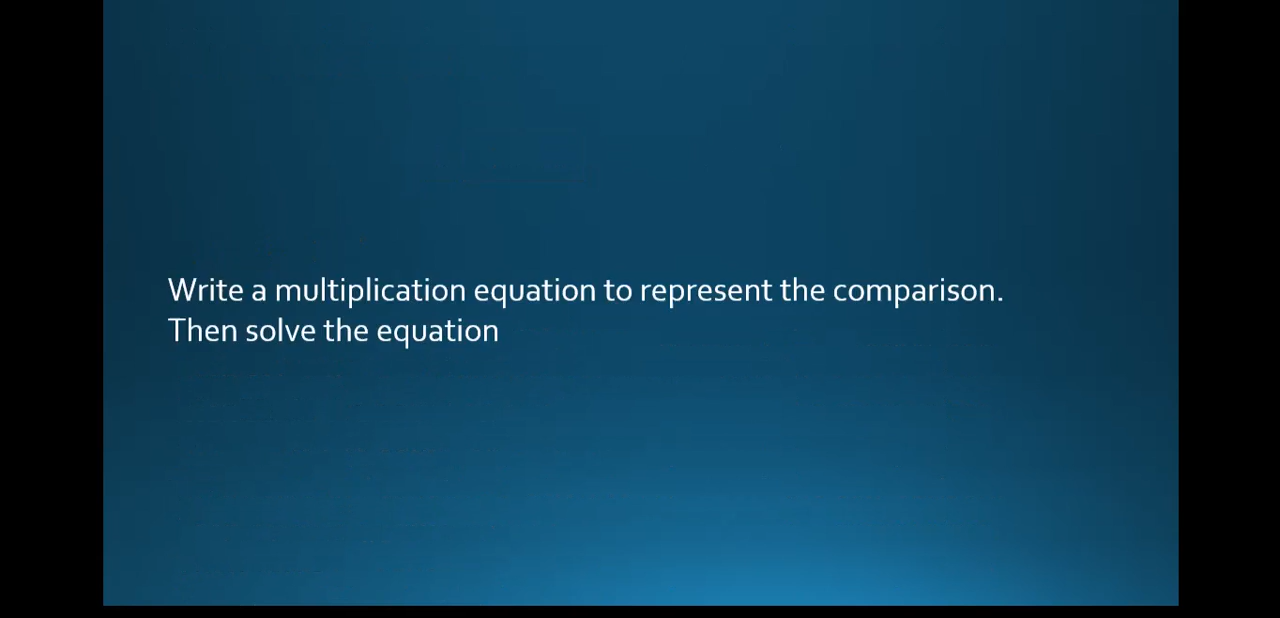 Write a multiplication equation to represent the comparison.
Then solve the equation